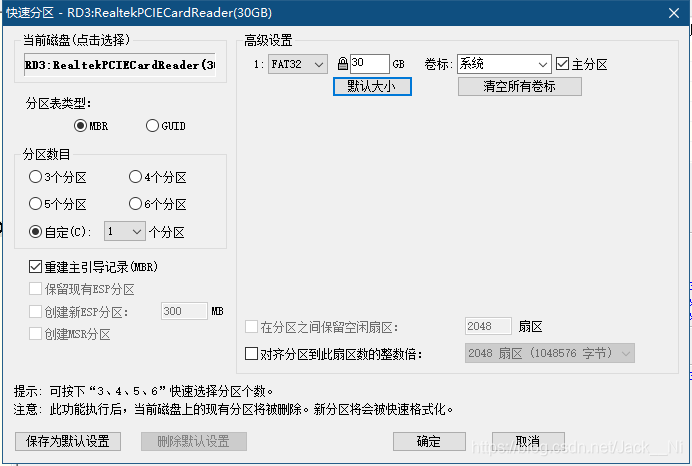 快速分区 - RD3:RealtekPCIECardReader(30GB)
当前磁盘(点击选择)
RD3:RealtekPCIECardReader(30
分区表类型:
MBR
GUID
分区数目
3个分区
4个分区
5个分区
6个分区
自定(C): 1 个分区
重建主引导记录(MBR)
保留现有ESP分区
创建新ESP分区: 300 MB
创建MSR分区
高级设置
1: FAT32 30 GB 卷标: 系统 主分区
默认大小
清空所有卷标
在分区之间保留空闲扇区: 2048 扇区
对齐分区到此扇区数的整数倍: 2048 扇区 (1048576 字节)
提示: 可按下“3、4、5、6”快速选择分区个数。
注意: 此功能执行后，当前磁盘上的现有分区将被删除。新分区将会被快速格式化。
保存为默认设置
删除默认设置
确定
取消
https://blog.csdn.net/Jack__Ni